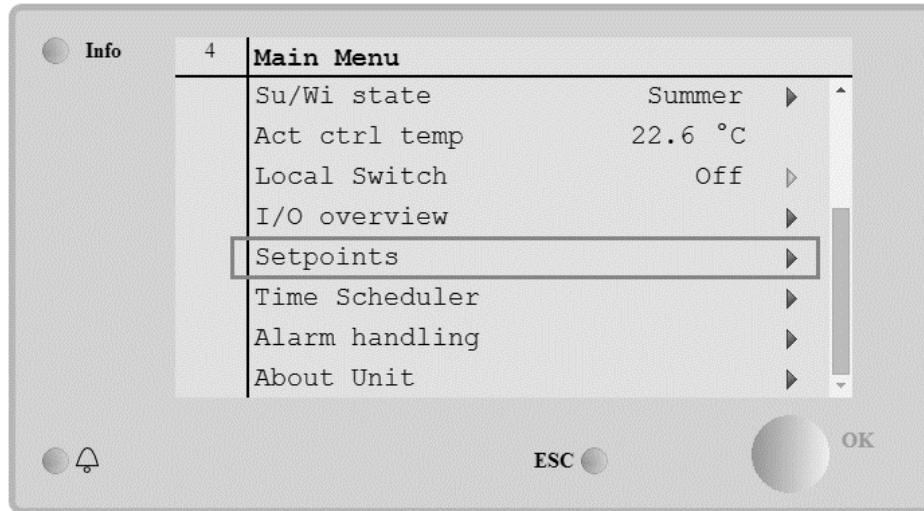 Info
4 Main Menu
Su/Wi state Summer
Act ctrl temp 22.6 °C
Local Switch Off
I/O overview
Setpoints
Time Scheduler
Alarm handling
About Unit
ESC OK